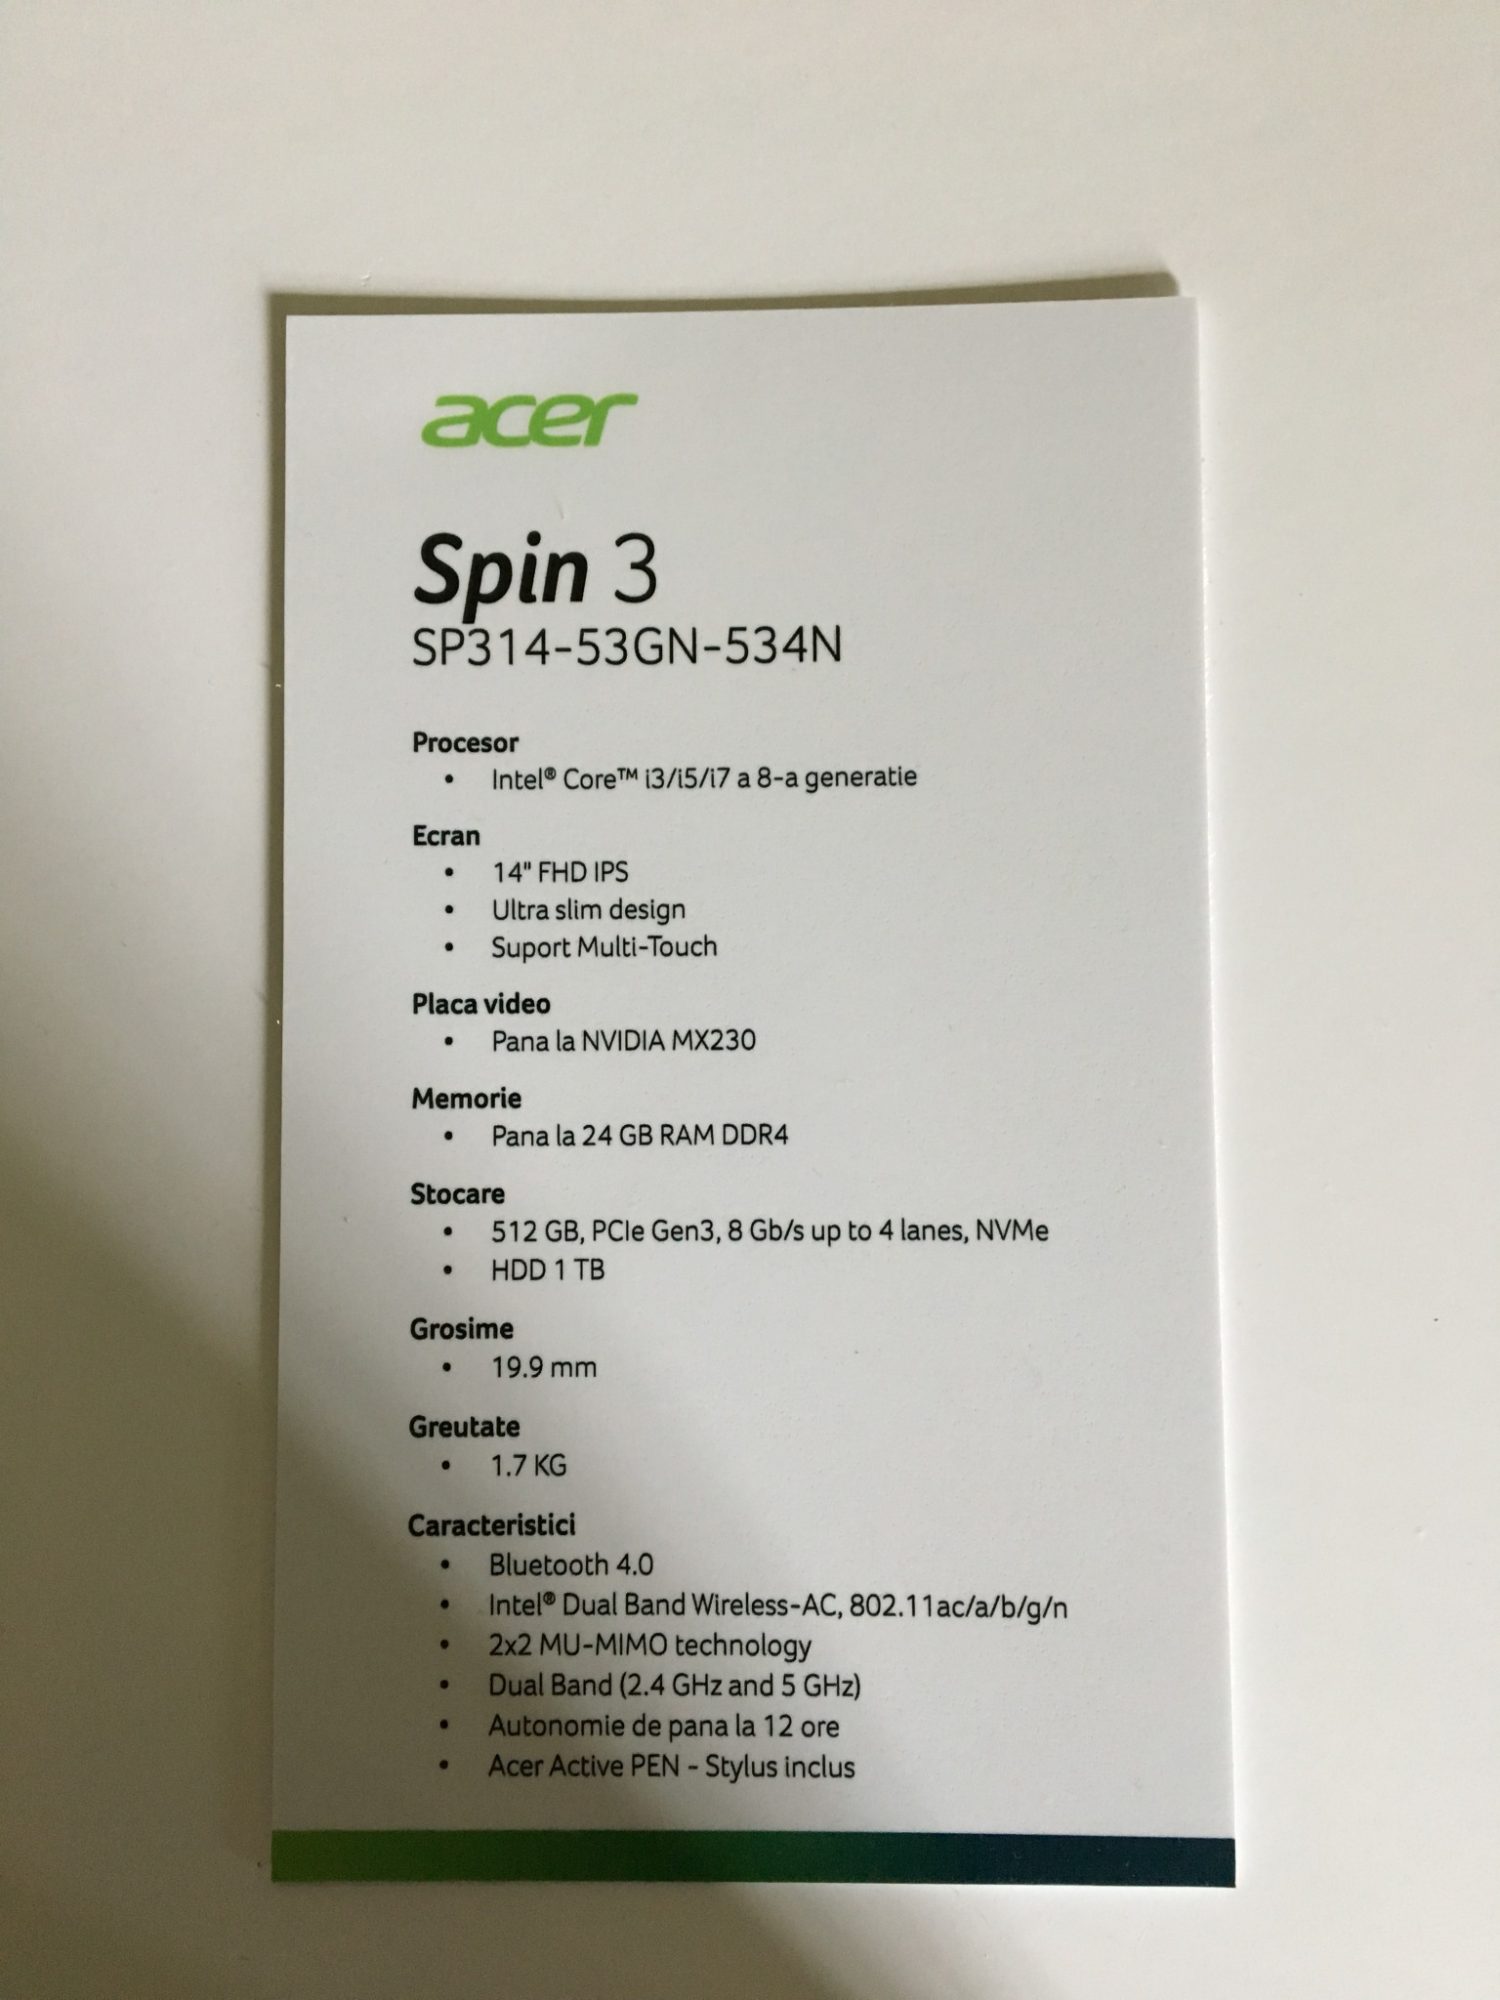 acer
Spin 3
SP314-53GN-534N
Procesor
• Intel® Core™ i3/i5/i7 a 8-a generatie
Ecran
• 14" FHD IPS
• Ultra slim design
• Suport Multi-Touch
Placa video
• Pana la NVIDIA MX230
Memorie
• Pana la 24 GB RAM DDR4
Stocare
• 512 GB, PCIe Gen3, 8 Gb/s up to 4 lanes, NVMe
• HDD 1 TB
Grosime
• 19.9 mm
Greutate
• 1.7 KG
Caracteristici
• Bluetooth 4.0
• Intel® Dual Band Wireless-AC, 802.11ac/a/b/g/n
• 2x2 MU-MIMO technology
• Dual Band (2.4 GHz and 5 GHz)
• Autonomie de pana la 12 ore
• Acer Active PEN - Stylus inclus